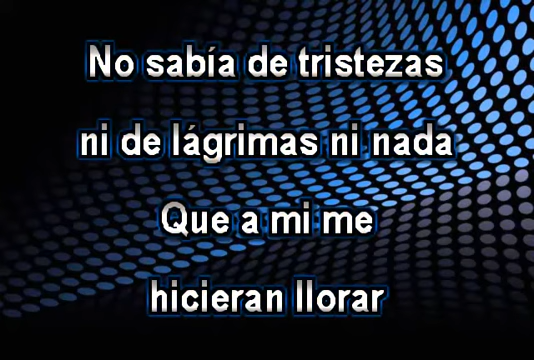 No sabía de tristezas
ni de lágrimas ni nada
Que a mi me
hicieran llorar